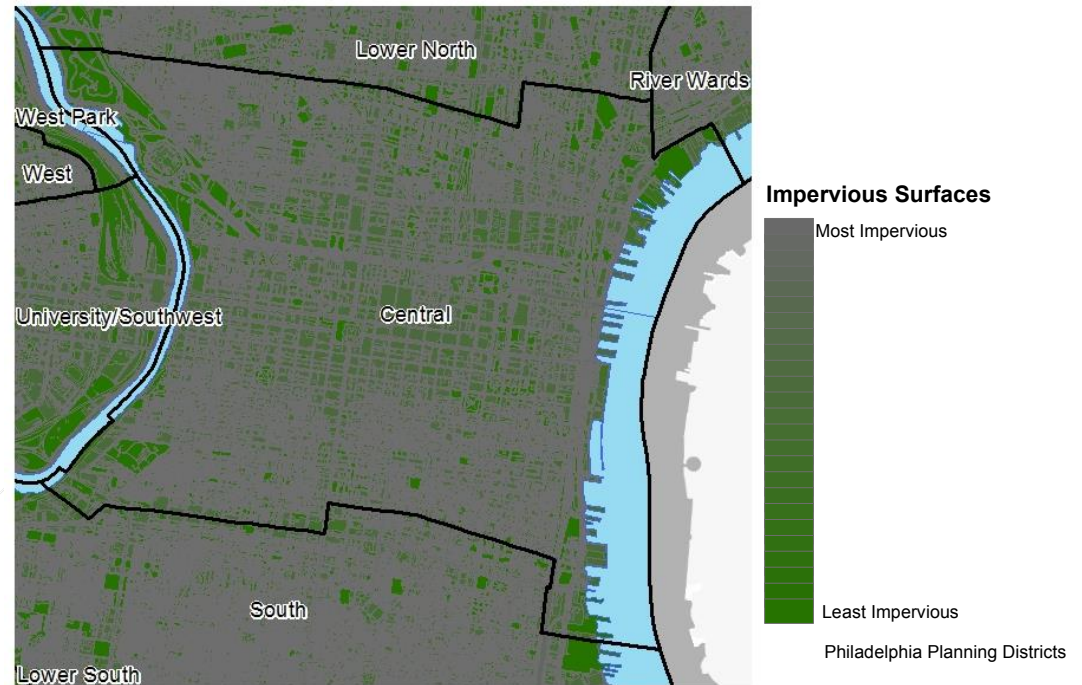 Lower North
River Wards
West Park
West
University/Southwest
Central
South
Lower South
Impervious Surfaces
Most Impervious
Least Impervious
Philadelphia Planning Districts